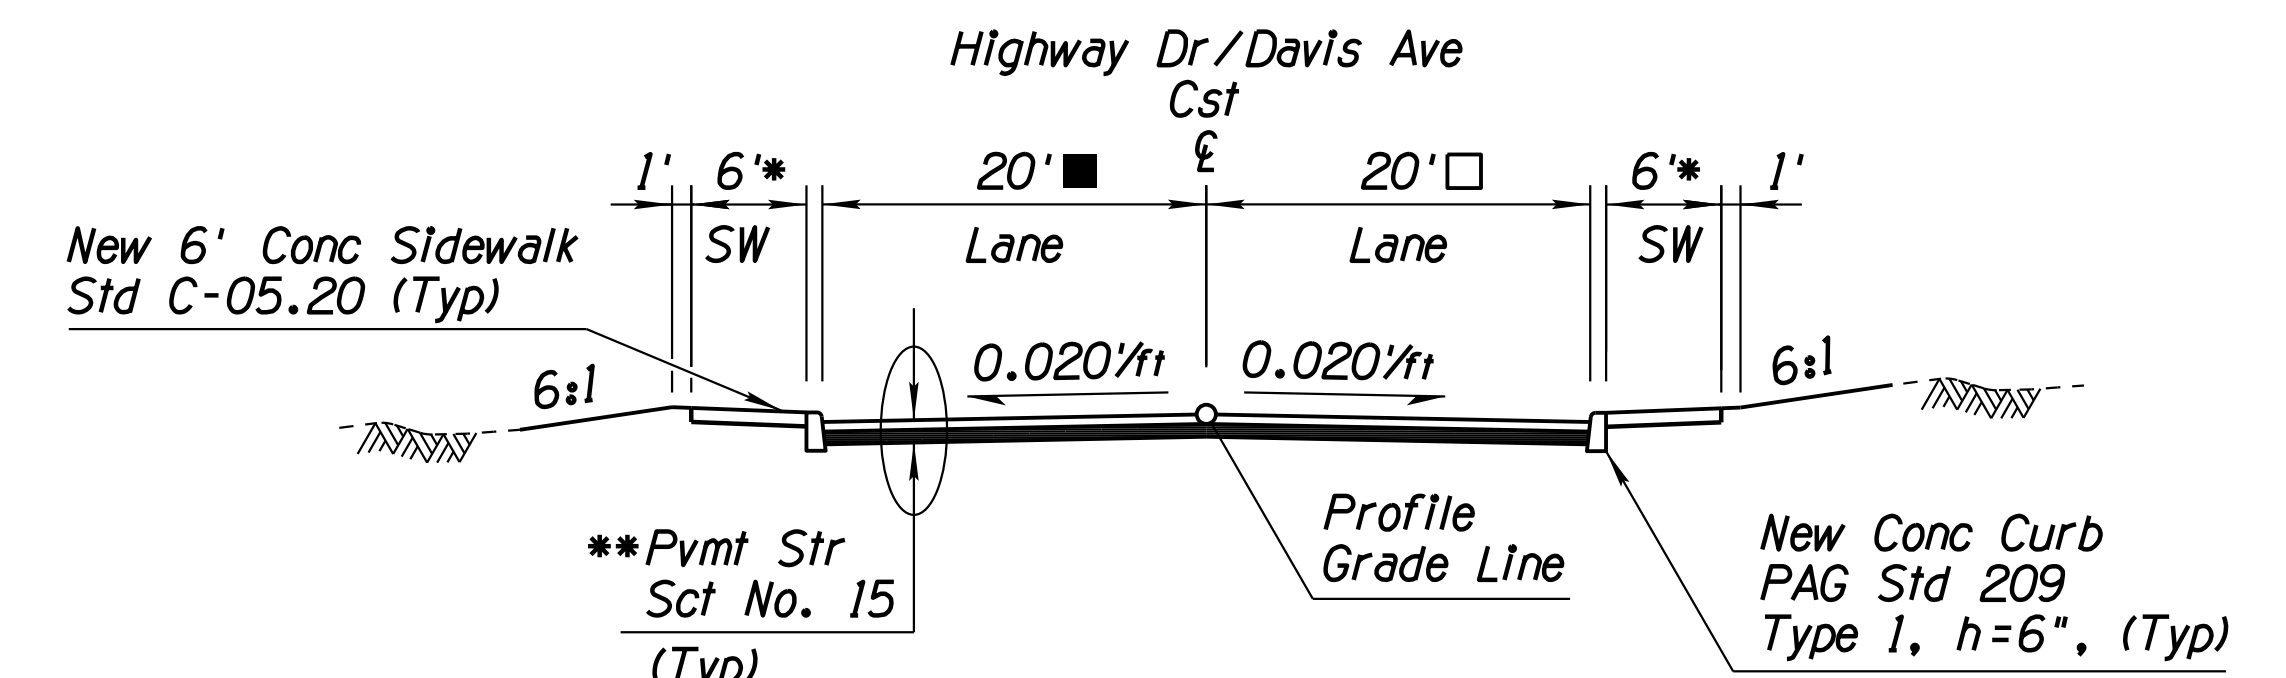 Highway Dr/Davis Ave
Cst
℄
1' 6'* 20'■ 20'□ 6'* 1'
SW Lane Lane SW
New 6' Conc Sidewalk
Std C-05.20 (Typ)
6:1 0.020'/ft 0.020'/ft 6:1
**Pvmt Str
Sct No. 15
(Typ)
Profile
Grade Line
New Conc Curb
PAG Std 209
Type 1, h=6", (Typ)